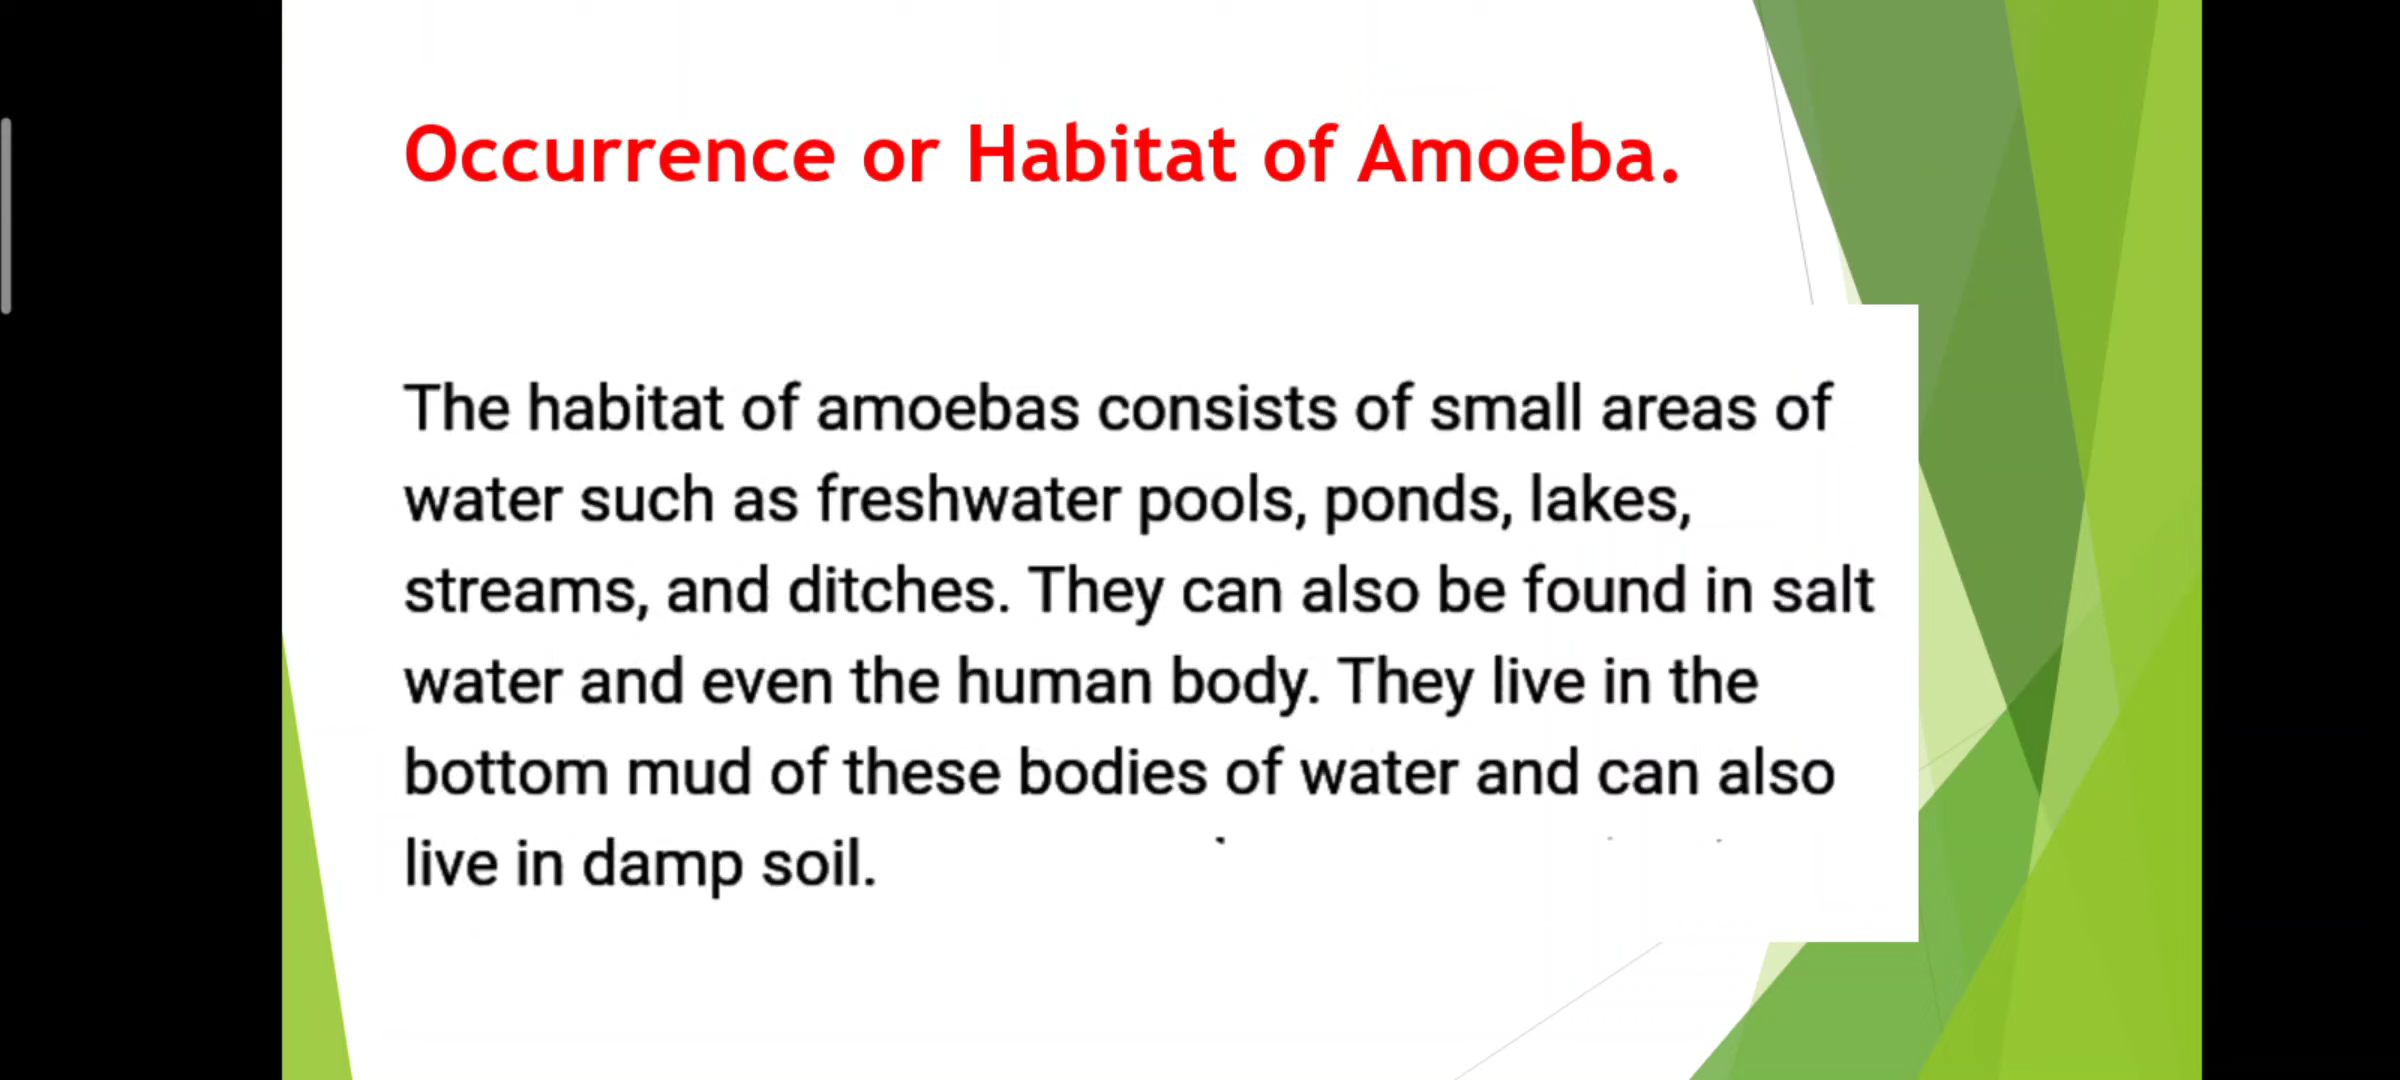 Occurrence or Habitat of Amoeba.
The habitat of amoebas consists of small areas of
water such as freshwater pools, ponds, lakes,
streams, and ditches. They can also be found in salt
water and even the human body. They live in the
bottom mud of these bodies of water and can also
live in damp soil.